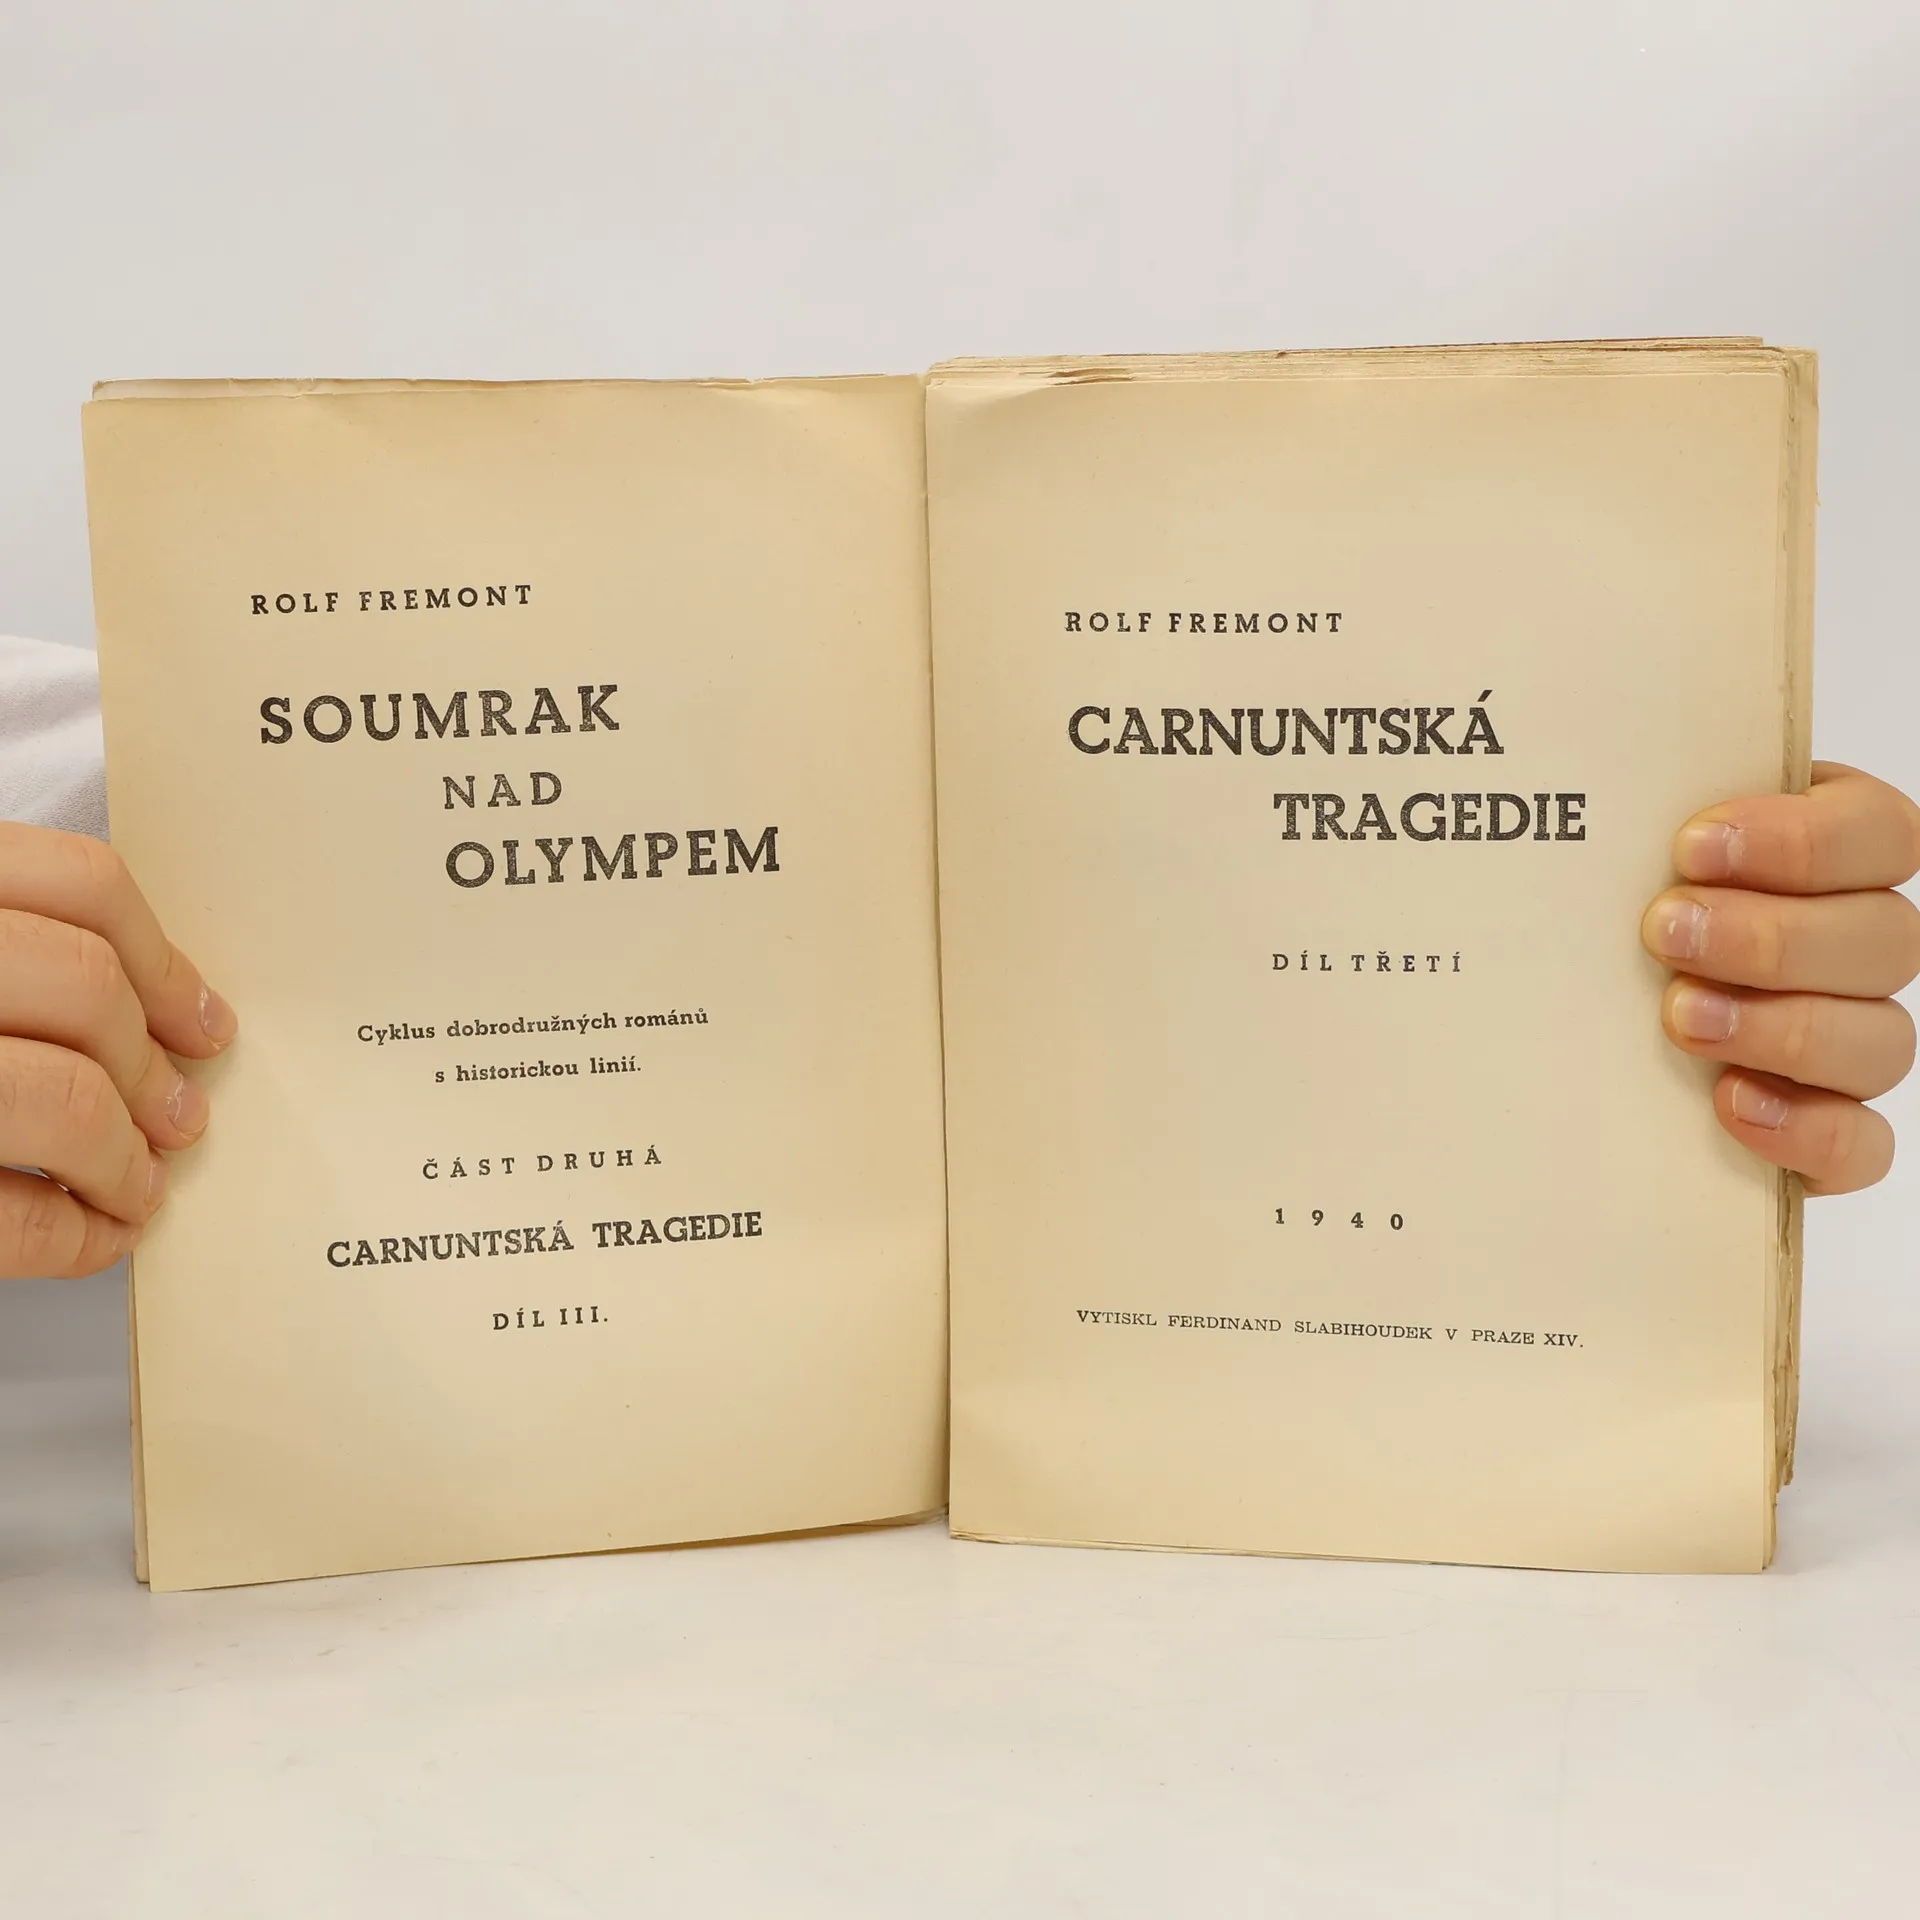 ROLF FREMONT
SOUMRAK
NAD
OLYMPEM
Cyklus dobrodružných románů
s historickou linií.
ČÁST DRUHÁ
CARNUNTSKÁ TRAGEDIE
DÍL III.
ROLF FREMONT
CARNUNTSKÁ
TRAGEDIE
DÍL TŘETÍ
1940
VYTISKL FERDINAND SLABIHOUDEK V PRAZE XIV.